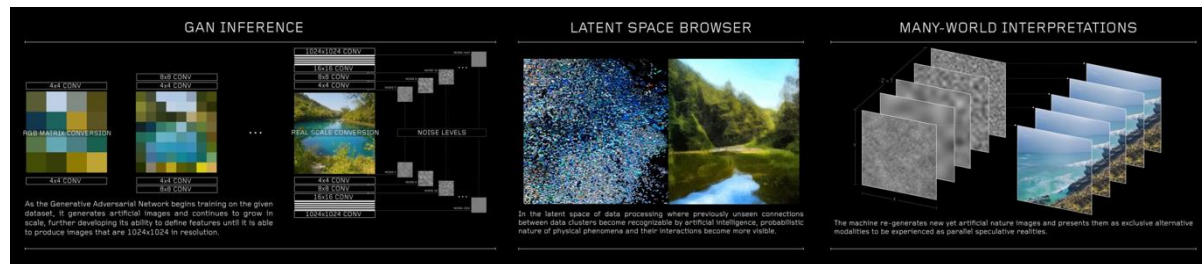 GAN INFERENCE
4x4 CONV
RGB MATRIX CONVERSION
4x4 CONV
8x8 CONV
4x4 CONV
4x4 CONV
8x8 CONV
...
1024x1024 CONV
16x16 CONV
8x8 CONV
4x4 CONV
REAL SCALE CONVERSION
4x4 CONV
8x8 CONV
16x16 CONV
1024x1024 CONV
...
NOISE LEVELS
...
As the Generative Adversarial Network begins training on the given
dataset, it generates artificial images and continues to grow in
scale, further developing its ability to define features until it is able
to produce images that are 1024x1024 in resolution.
LATENT SPACE BROWSER
In the latent space of data processing where previously unseen connections
between data clusters become recognizable by artificial intelligence, probabilistic
nature of physical phenomena and their interactions become more visible.
MANY-WORLD INTERPRETATIONS
The machine re-generates new yet artificial nature images and presents them as exclusive alternative
modalities to be experienced as parallel speculative realities.